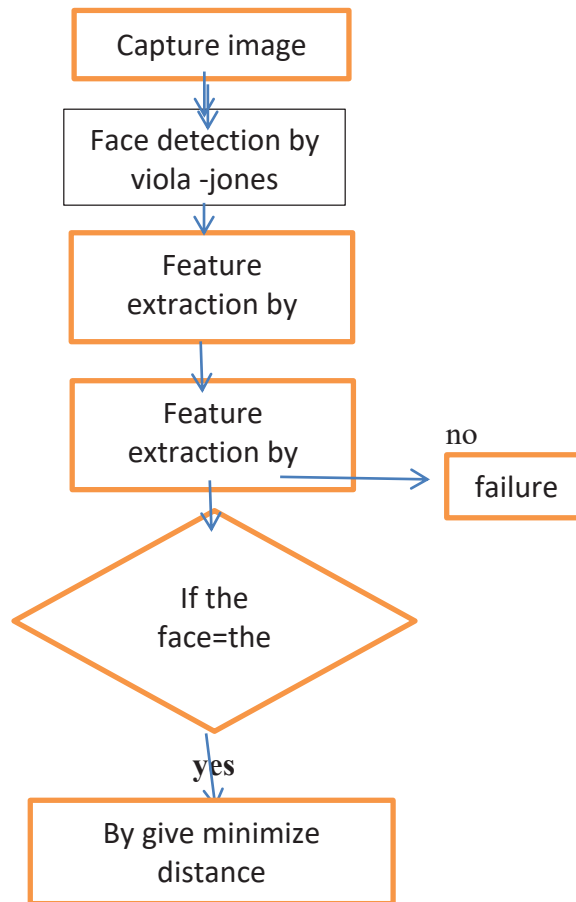 Capture image
Face detection by
viola -jones
Feature
extraction by
Feature
extraction by
no
failure
If the
face=the
yes
By give minimize
distance